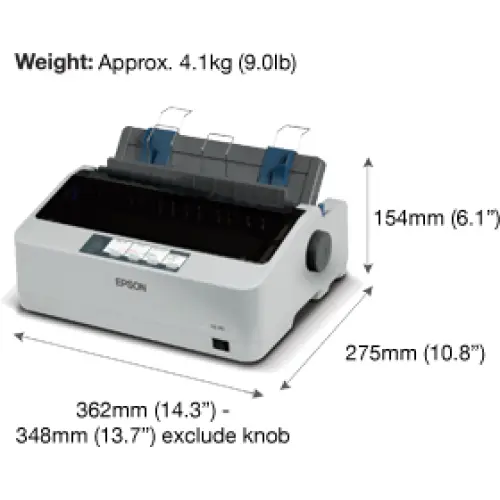 Weight: Approx. 4.1kg (9.0lb)
154mm (6.1”)
EPSON
275mm (10.8”)
362mm (14.3”) -
348mm (13.7”) exclude knob